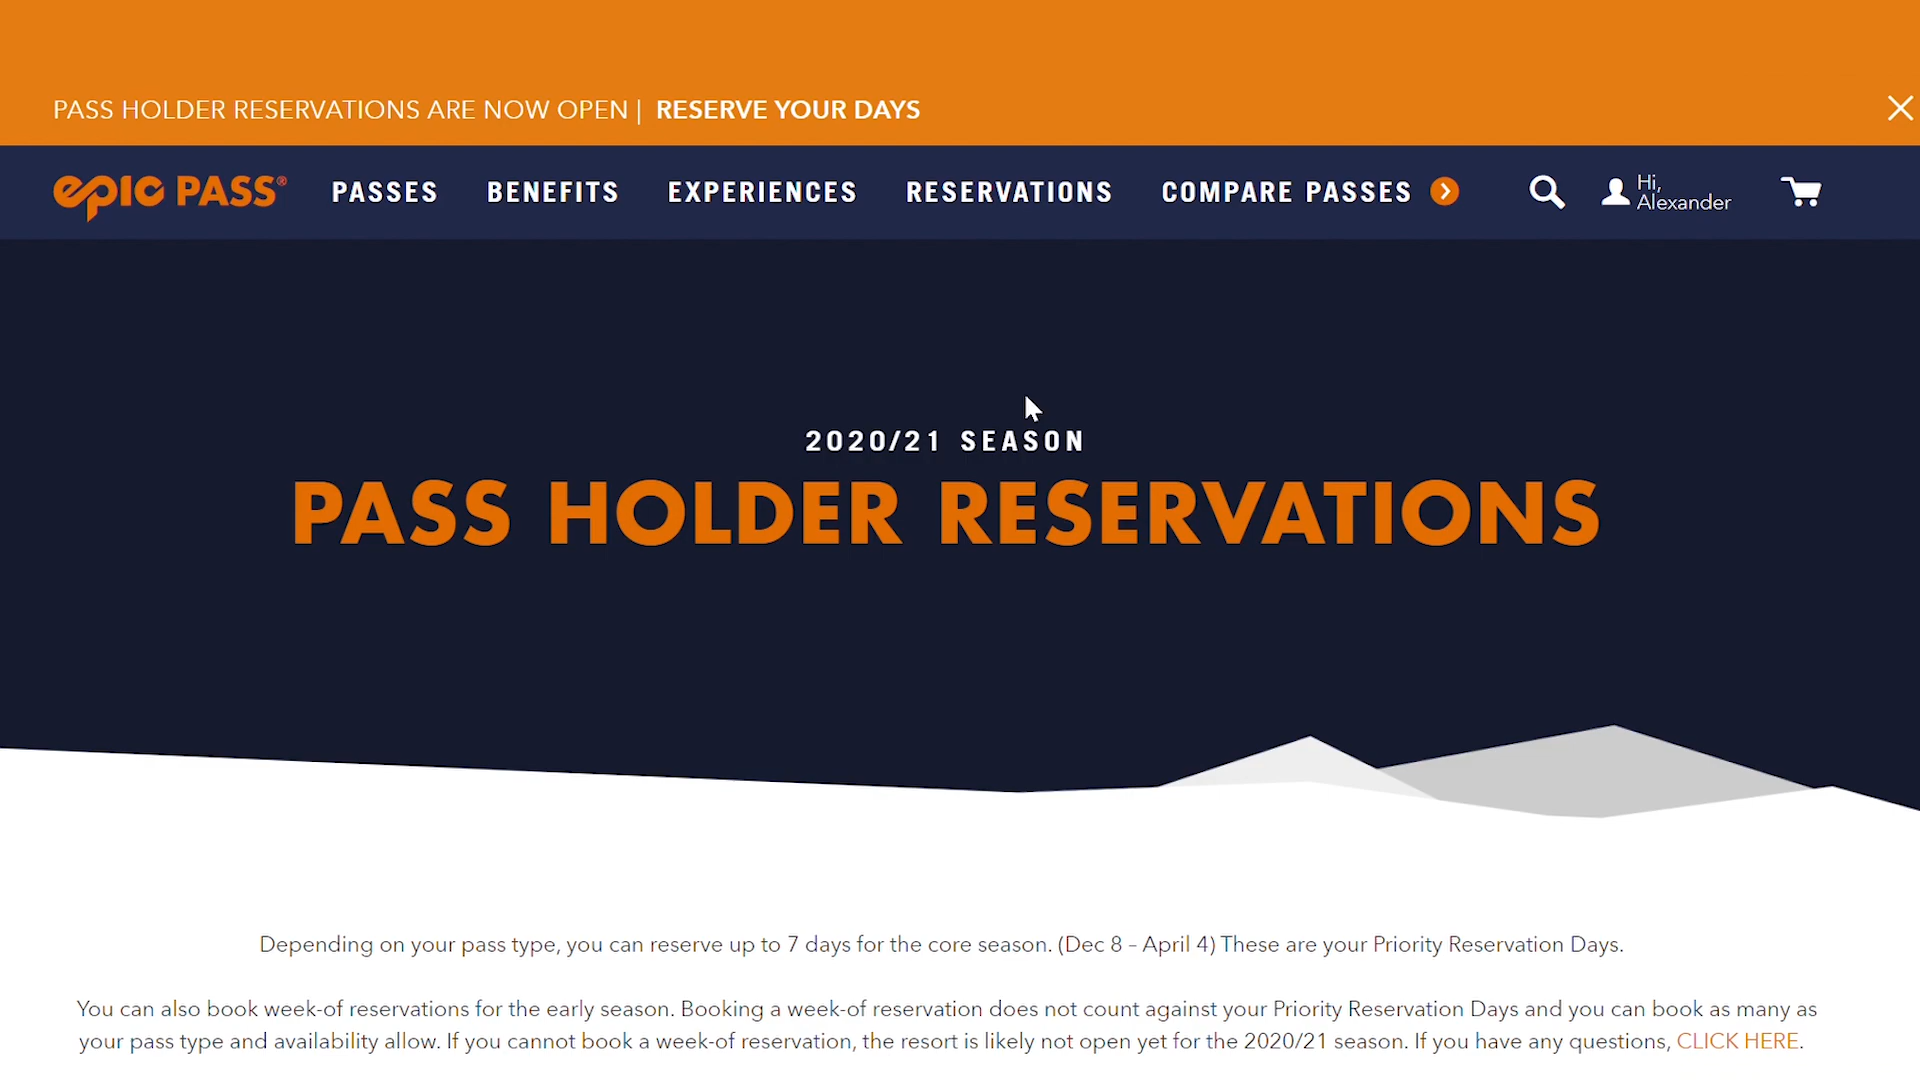 PASS HOLDER RESERVATIONS ARE NOW OPEN | RESERVE YOUR DAYS
epic PASS® PASSES BENEFITS EXPERIENCES RESERVATIONS COMPARE PASSES Hi, Alexander
2020/21 SEASON
PASS HOLDER RESERVATIONS
Depending on your pass type, you can reserve up to 7 days for the core season. (Dec 8 – April 4) These are your Priority Reservation Days.
You can also book week-of reservations for the early season. Booking a week-of reservation does not count against your Priority Reservation Days and you can book as many as
your pass type and availability allow. If you cannot book a week-of reservation, the resort is likely not open yet for the 2020/21 season. If you have any questions, CLICK HERE.